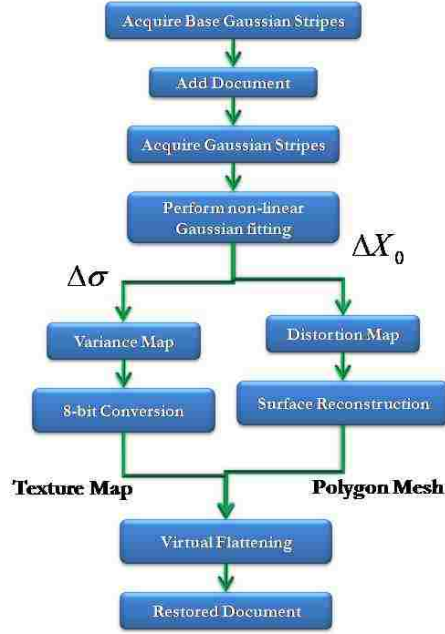 Acquire Base Gaussian Stripes
Add Document
Acquire Gaussian Stripes
Perform non-linear
Gaussian fitting
Δσ
ΔX₀
Variance Map
Distortion Map
8-bit Conversion
Surface Reconstruction
Texture Map
Polygon Mesh
Virtual Flattening
Restored Document